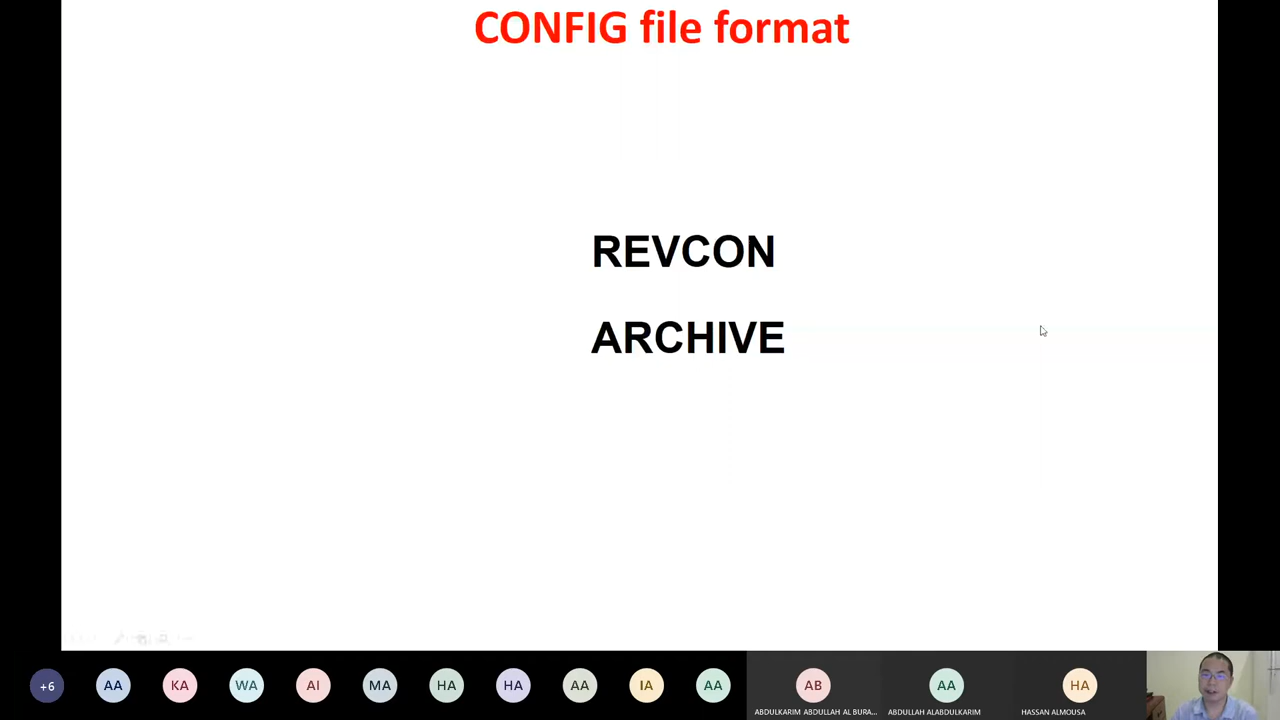 CONFIG file format
REVCON
ARCHIVE
+6
AA
KA
WA
AI
MA
HA
HA
AA
IA
AA
AB
AA
HA
ABDULKARIM ABDULLAH AL BURA...
ABDULLAH ALABDULKARIM
HASSAN ALMOUSA